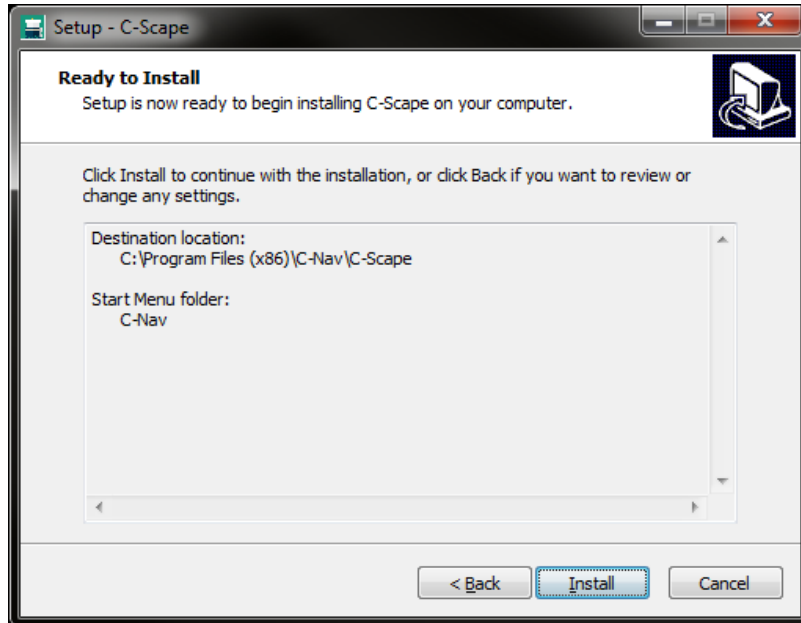 Setup - C-Scape
Ready to Install
Setup is now ready to begin installing C-Scape on your computer.
Click Install to continue with the installation, or click Back if you want to review or
change any settings.
Destination location:
C:\Program Files (x86)\C-Nav\C-Scape
Start Menu folder:
C-Nav
< Back
Install
Cancel